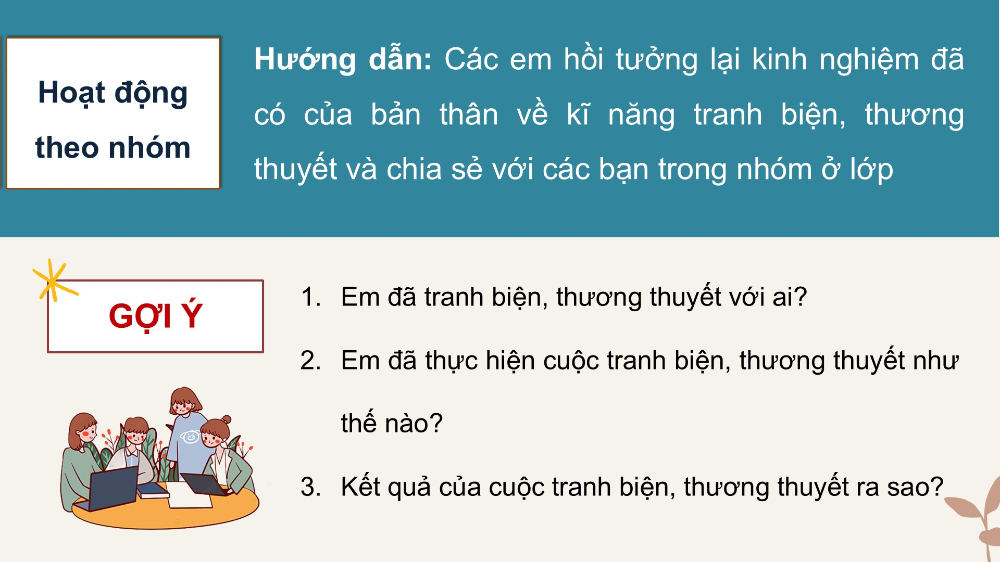 Hoạt động
theo nhóm
Hướng dẫn: Các em hồi tưởng lại kinh nghiệm đã
có của bản thân về kĩ năng tranh biện, thương
thuyết và chia sẻ với các bạn trong nhóm ở lớp
GỢI Ý
1. Em đã tranh biện, thương thuyết với ai?
2. Em đã thực hiện cuộc tranh biện, thương thuyết như
thế nào?
3. Kết quả của cuộc tranh biện, thương thuyết ra sao?